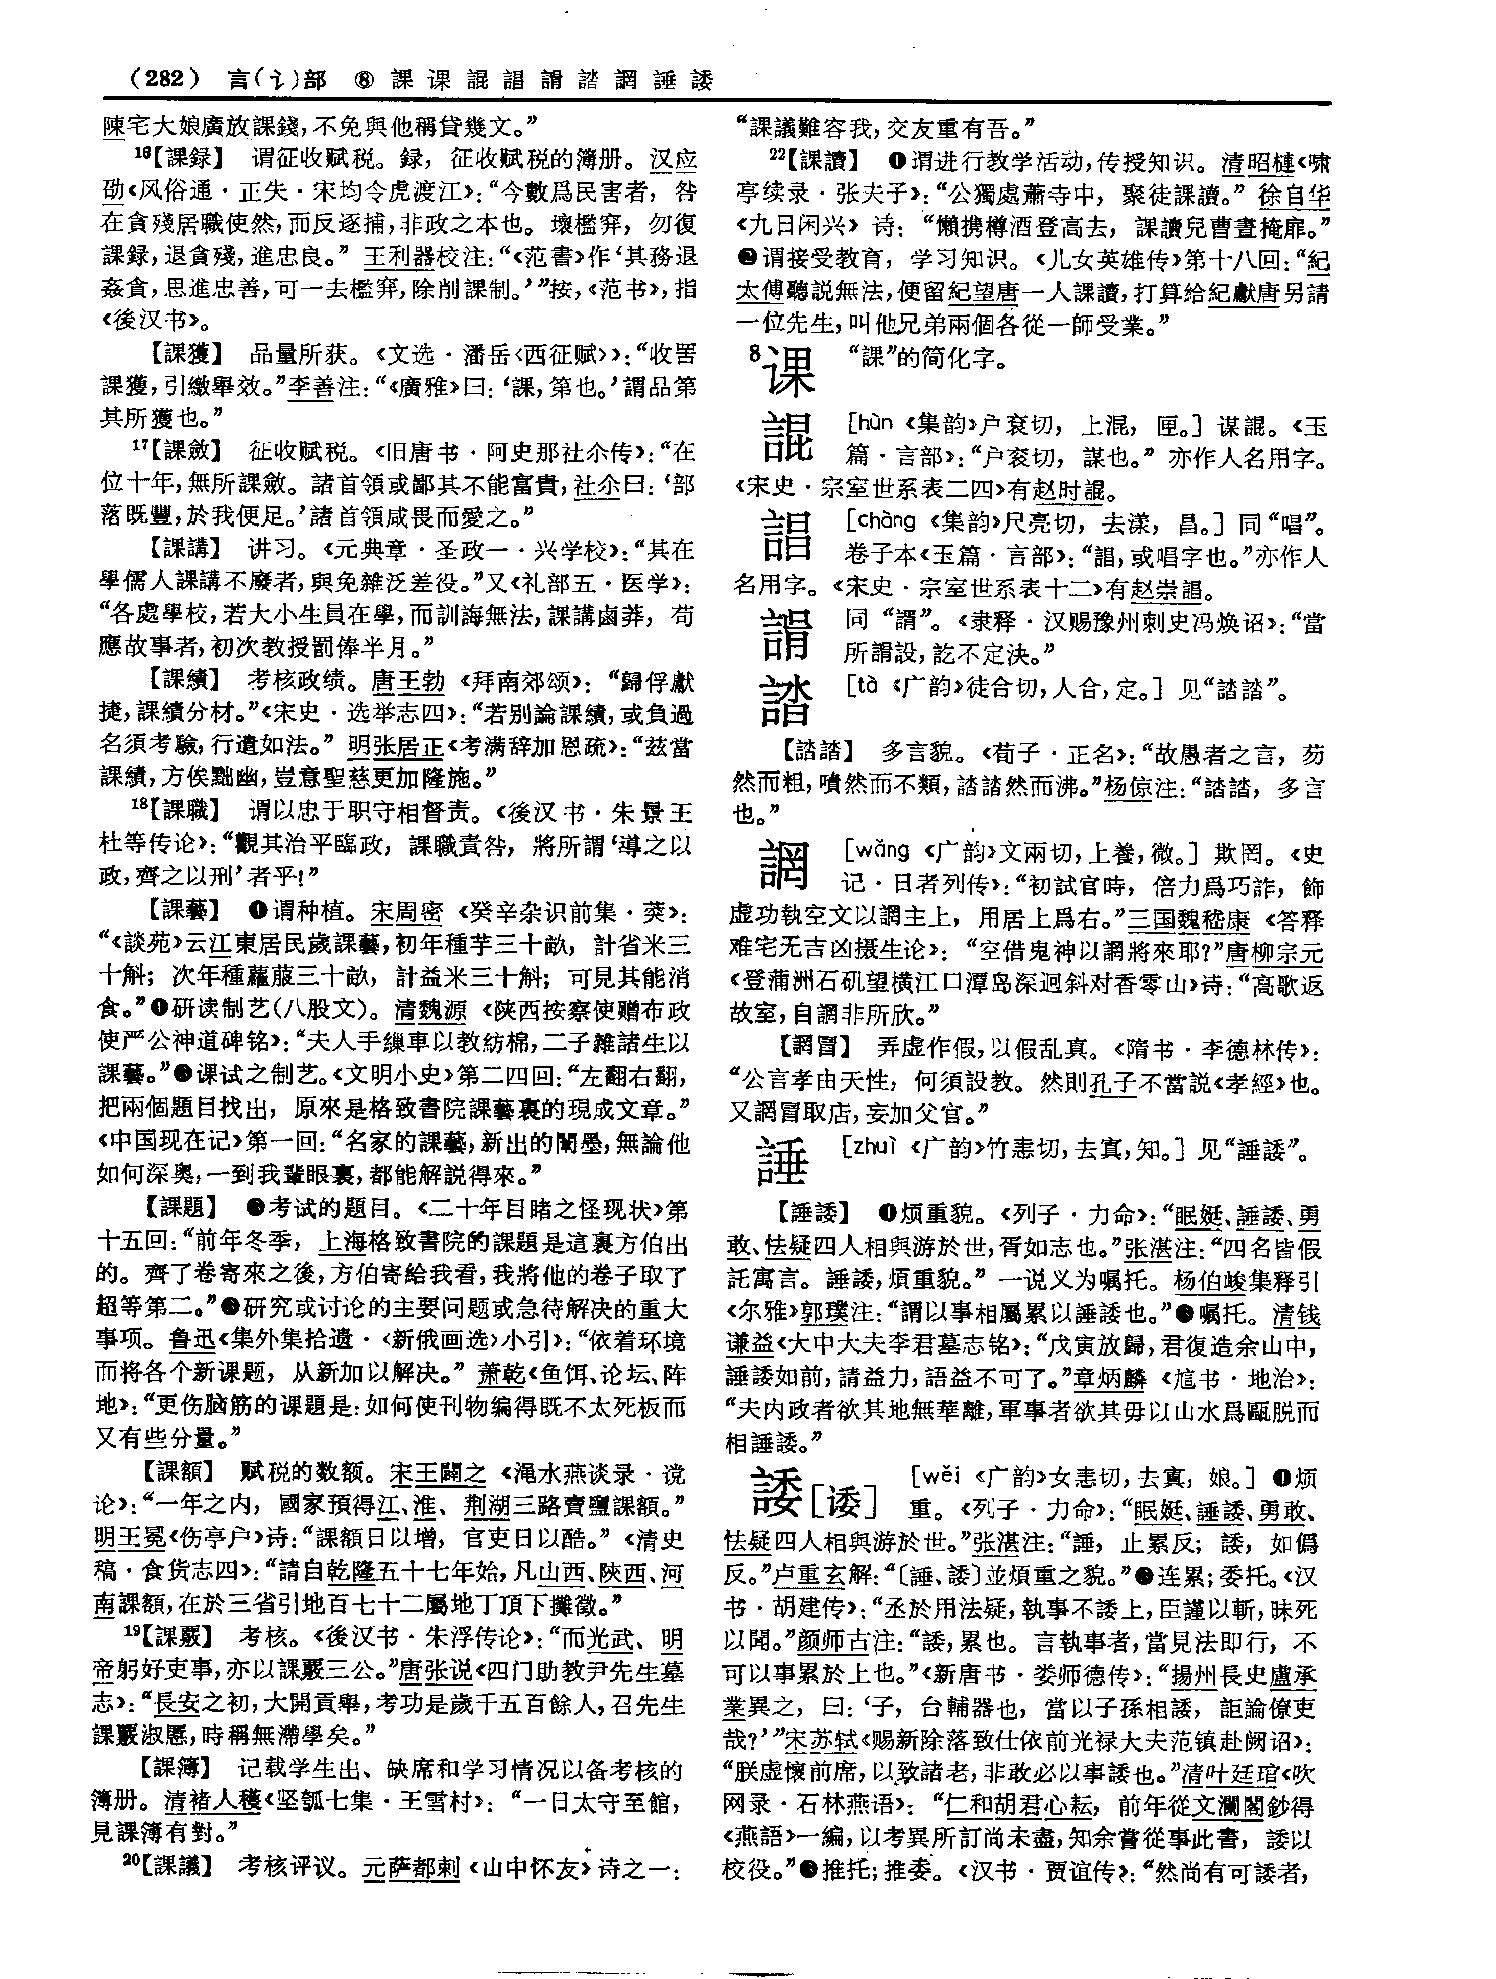 (282) 言(讠)部 ⑧ 課 课 諢 誯 䛻 誻 誷 諈 諉
陳宅大娘廣放課錢,不免與他稱貸幾文。”
16【課録】 谓征收赋税。録，征收赋税的簿册。汉应
劭《风俗通·正失·宋均令虎渡江》：“今數爲民害者，咎
在貪殘居職使然，而反逐捕，非政之本也。壞檻穽，勿復
課録，退貪殘，進忠良。”王利器校注：“《范書》作‘其務退
姦貪，思進忠善，可一去檻穽，除削課制。’”按，《范书》，指
《後汉书》。
【課獲】 品量所获。《文选·潘岳〈西征赋〉》：“收罟
課獲，引繳舉效。”李善注：“《廣雅》曰：‘課，第也。’謂品第
其所獲也。”
17【課斂】 征收赋税。《旧唐书·阿史那社尒传》：“在
位十年，無所課斂。諸首領或鄙其不能富貴，社尒曰：‘部
落既豐，於我便足。’諸首領咸畏而愛之。”
【課講】 讲习。《元典章·圣政一·兴学校》：“其在
學儒人課講不廢者，與免雜泛差役。”又《礼部五·医学》：
“各處學校，若大小生員在學，而訓誨無法，課講鹵莽，苟
應故事者，初次教授罰俸半月。”
【課績】 考核政绩。唐王勃《拜南郊颂》：“歸俘獻
捷，課績分材。”《宋史·选举志四》：“若別論課績，或負過
名須考驗，行遣如法。”明张居正《考满辞加恩疏》：“茲當
課績，方俟黜幽，豈意聖慈更加隆施。”
18【課職】 谓以忠于职守相督责。《後汉书·朱景王
杜等传论》：“觀其治平臨政，課職責咎，將所謂‘導之以
政，齊之以刑’者乎！”
【課藝】 ❶谓种植。宋周密《癸辛杂识前集·菜》：
“《談苑》云江東居民歲課藝，初年種芋三十畝，計省米三
十斛；次年種蘿菔三十畝，計益米三十斛；可見其能消
食。”❶研读制艺(八股文)。清魏源《陕西按察使赠布政
使严公神道碑铭》：“夫人手繅車以教紡棉，二子雜諸生以
課藝。”❸课试之制艺。《文明小史》第二四回：“左翻右翻，
把兩個題目找出，原來是格致書院課藝裏的現成文章。”
《中国现在记》第一回：“名家的課藝，新出的闈墨，無論他
如何深奥，一到我輩眼裏，都能解説得來。”
【課題】 ❶考试的题目。《二十年目睹之怪现状》第
十五回：“前年冬季，上海格致書院的課題是這裏方伯出
的。齊了卷寄來之後，方伯寄給我看，我將他的卷子取了
超等第二。”❷研究或讨论的主要问题或急待解决的重大
事项。鲁迅《集外集拾遗·〈新俄画选〉小引》：“依着环境
而将各个新课题，从新加以解决。”萧乾《鱼饵、论坛、阵
地》：“更伤脑筋的课题是：如何使刊物编得既不太死板而
又有些分量。”
【課額】 赋税的数额。宋王闢之《渑水燕谈录·谠
论》：“一年之内，國家預得江、淮、荆湖三路賣鹽課額。”
明王冕《伤亭户》诗：“課額日以增，官吏日以酷。”《清史
稿·食货志四》：“請自乾隆五十七年始，凡山西、陝西、河
南課額，在於三省引地百七十二屬地丁項下攤徵。”
19【課覈】 考核。《後汉书·朱浮传论》：“而光武、明
帝躬好吏事，亦以課覈三公。”唐张说《四门助教尹先生墓
志》：“長安之初，大開貢舉，考功是歲千五百餘人，召先生
課覈淑慝，時稱無滯學矣。”
【課簿】 记载学生出、缺席和学习情况以备考核的
簿册。清褚人穫《坚瓠七集·王雪村》：“一日太守至館，
見課簿有對。”
20【課議】 考核评议。元萨都剌《山中怀友》诗之一：
“課議難容我，交友重有吾。”
22【課讀】 ❶谓进行教学活动，传授知识。清昭槤《啸
亭续录·张夫子》：“公獨處蕭寺中，聚徒課讀。”徐自华
《九日闲兴》诗：“懶携樽酒登高去，課讀兒曹晝掩扉。”
❷谓接受教育，学习知识。《儿女英雄传》第十八回：“紀
太傅聽説無法，便留紀望唐一人課讀，打算給紀獻唐另請
一位先生，叫他兄弟兩個各從一師受業。”
8课 “課”的简化字。
諢 [hùn《集韵》户衮切，上混，匣。]谋諢。《玉
篇·言部》：“户衮切，謀也。”亦作人名用字。
《宋史·宗室世系表二四》有赵时諢。
誯 [chàng《集韵》尺亮切，去漾，昌。]同“唱”。
卷子本《玉篇·言部》：“誯，或唱字也。”亦作人
名用字。《宋史·宗室世系表十二》有赵崇誯。
䛻 同“謂”。《隶释·汉赐豫州刺史冯焕诏》：“當
所謂設，訖不定決。”
誻 [tà《广韵》徒合切，入合，定。]见“誻誻”。
【誻誻】 多言貌。《荀子·正名》：“故愚者之言，芴
然而粗，嘖然而不類，誻誻然而沸。”杨倞注：“誻誻，多言
也。”
誷 [wǎng《广韵》文兩切，上養，微。]欺罔。《史
记·日者列传》：“初試官時，倍力爲巧詐，飾
虚功執空文以誷主上，用居上爲右。”三国魏嵇康《答释
难宅无吉凶摄生论》：“空借鬼神以誷將來耶？”唐柳宗元
《登蒲洲石矶望横江口潭岛深迥斜对香零山》诗：“高歌返
故室，自誷非所欣。”
【誷冒】 弄虚作假，以假乱真。《隋书·李德林传》：
“公言孝由天性，何須設教。然則孔子不當説《孝經》也。
又誷冒取店，妄加父官。”
諈 [zhuì《广韵》竹恚切，去寘，知。]见“諈諉”。
【諈諉】 ❶烦重貌。《列子·力命》：“眠娗、諈諉、勇
敢、怯疑四人相與游於世，胥如志也。”张湛注：“四名皆假
託寓言。諈諉，煩重貌。”一说义为嘱托。杨伯峻集释引
《尔雅》郭璞注：“謂以事相屬累以諈諉也。”❷嘱托。清钱
谦益《大中大夫李君墓志铭》：“戊寅放歸，君復造余山中，
諈諉如前，請益力，語益不可了。”章炳麟《訄书·地治》：
“夫内政者欲其地無華離，軍事者欲其毋以山水爲甌脱而
相諈諉。”
諉[诿] [wěi《广韵》女恚切，去寘，娘。]❶烦
重。《列子·力命》：“眠娗、諈諉、勇敢、
怯疑四人相與游於世。”张湛注：“諈，止累反；諉，如僞
反。”卢重玄解：“〔諈、諉〕並煩重之貌。”❷连累；委托。《汉
书·胡建传》：“丞於用法疑，執事不諉上，臣謹以斬，昧死
以聞。”颜师古注：“諉，累也。言執事者，當見法即行，不
可以事累於上也。”《新唐书·娄师德传》：“揚州長史盧承
業異之，曰：‘子，台輔器也，當以子孫相諉，詎論僚吏
哉？’”宋苏轼《赐新除落致仕依前光禄大夫范镇赴阙诏》：
“朕虚懷前席，以致諸老，非敢必以事諉也。”清叶廷琯《吹
网录·石林燕语》：“仁和胡君心耘，前年從文瀾閣鈔得
《燕語》一編，以考異所訂尚未盡，知余嘗從事此書，諉以
校役。”❸推托；推委。《汉书·贾谊传》：“然尚有可諉者，